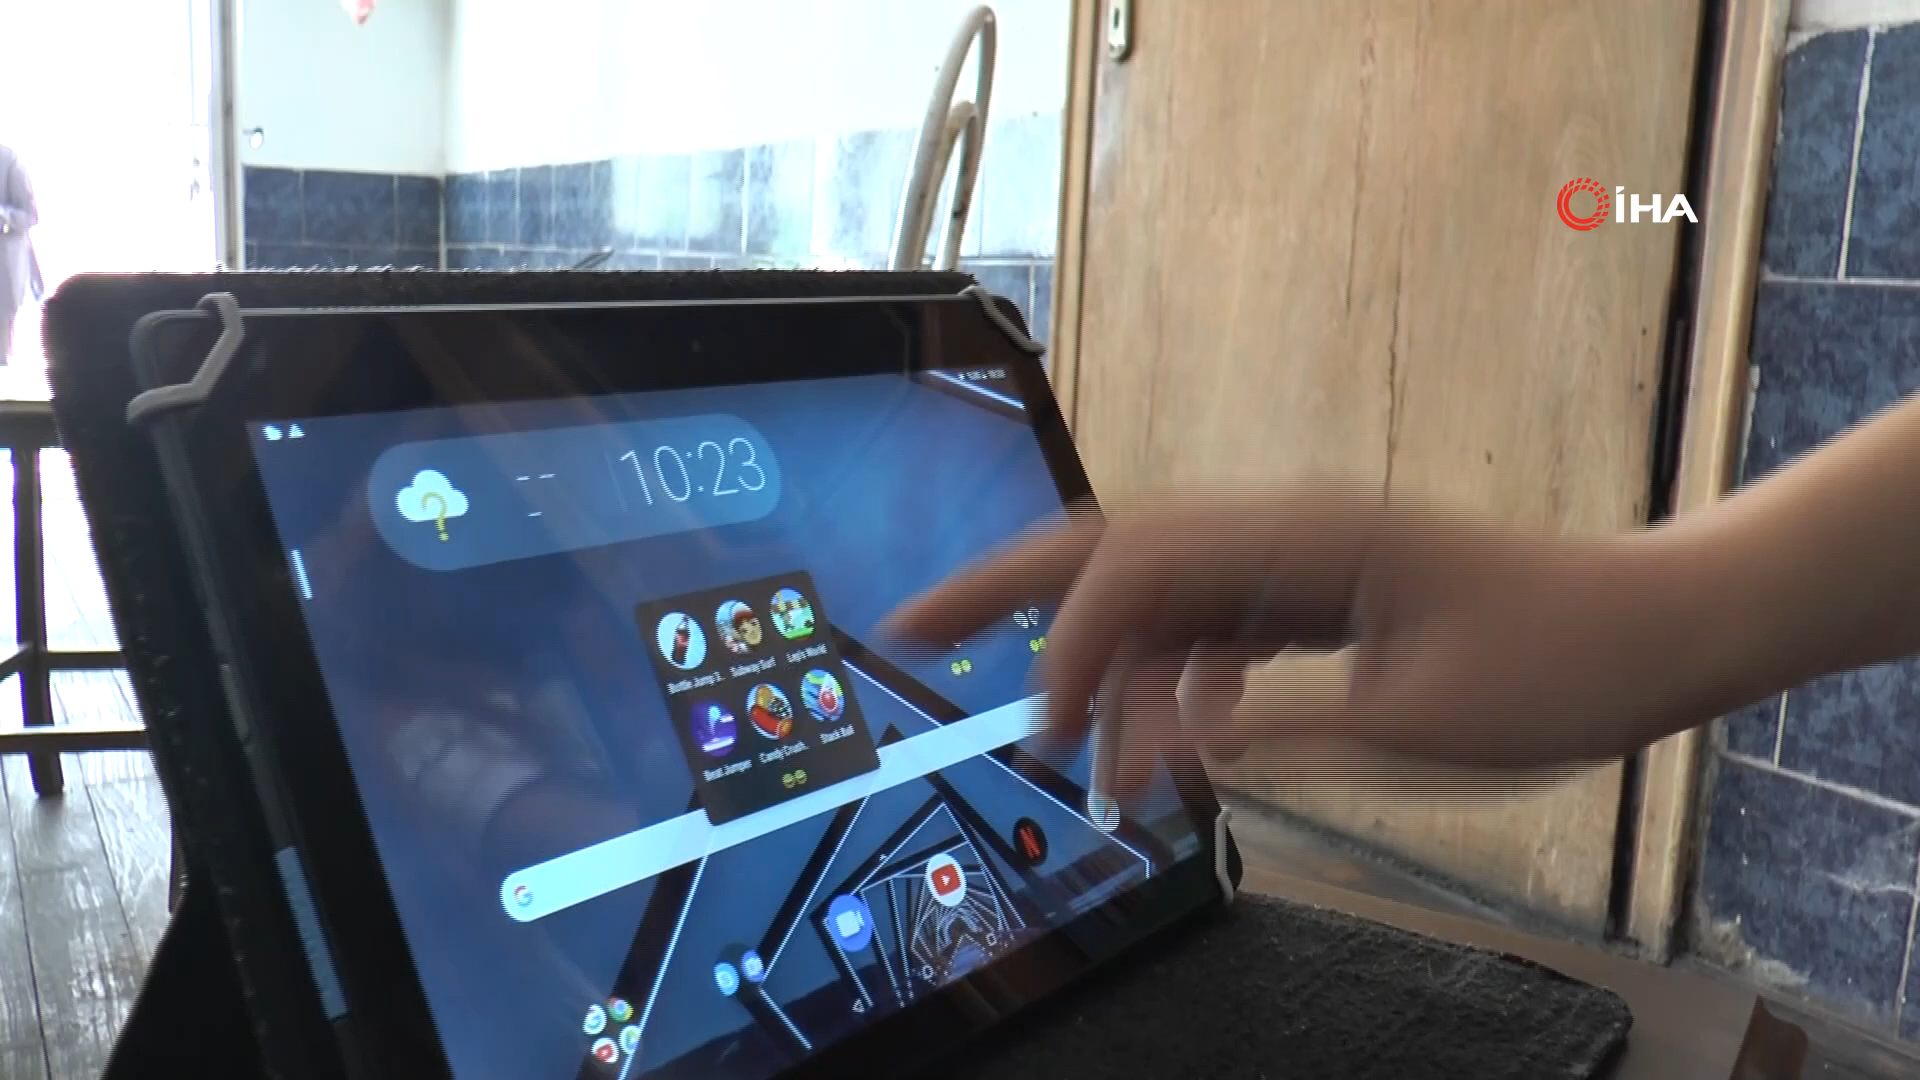 İHA
10:23
Bottle Jump 3..
Subway Surf
Lep's World
Beat Jumper
Candy Crush..
Stack Ball
G
N